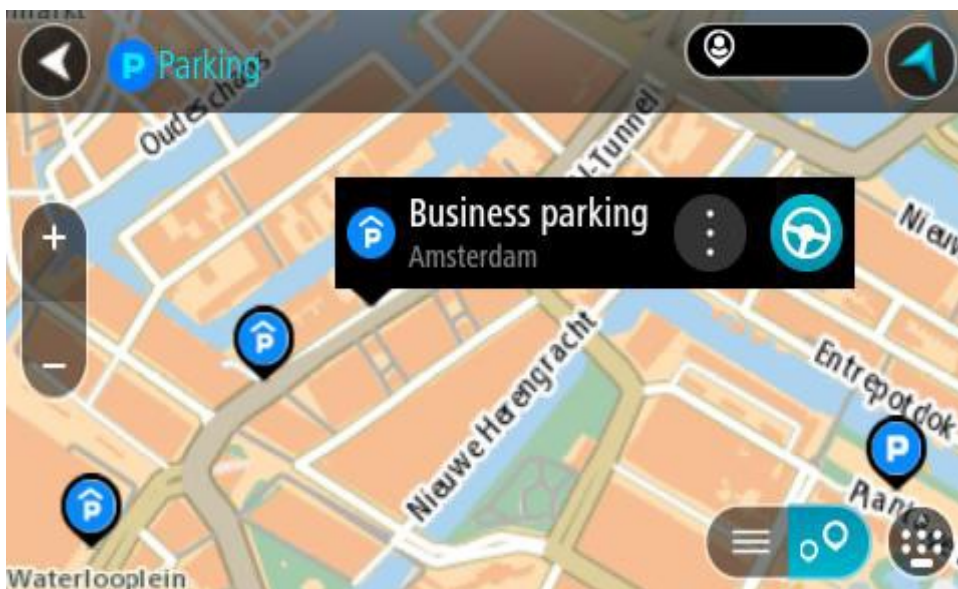 Parking
Oudeschans
-Tunnel
Business parking
Amsterdam
Nieuw
+
−
Nieuwe Herengracht
Entrepotdok
P
P
P
Waterlooplein